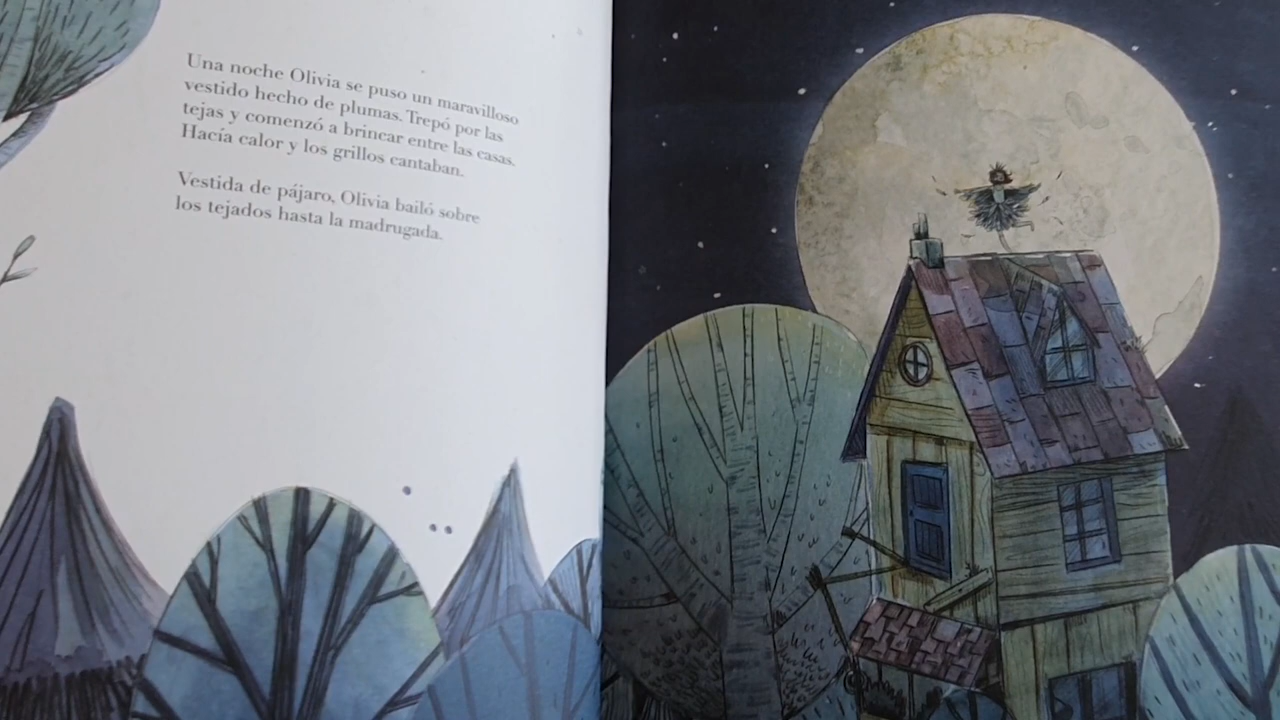 Una noche Olivia se puso un maravilloso
vestido hecho de plumas. Trepó por las
tejas y comenzó a brincar entre las casas.
Hacía calor y los grillos cantaban.
Vestida de pájaro, Olivia bailó sobre
los tejados hasta la madrugada.